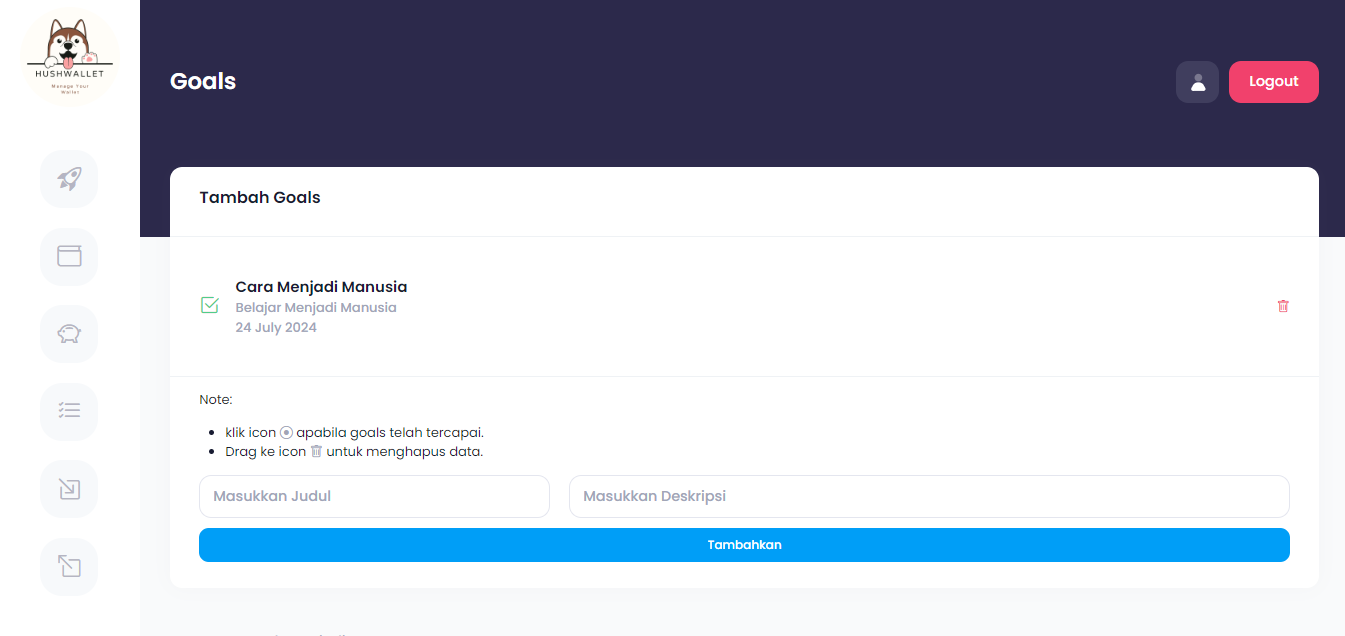 HUSHWALLET
Manage Your
Wallet
Goals
Logout
Tambah Goals
Cara Menjadi Manusia
Belajar Menjadi Manusia
24 July 2024
Note:
klik icon apabila goals telah tercapai.
Drag ke icon untuk menghapus data.
Masukkan Judul
Masukkan Deskripsi
Tambahkan